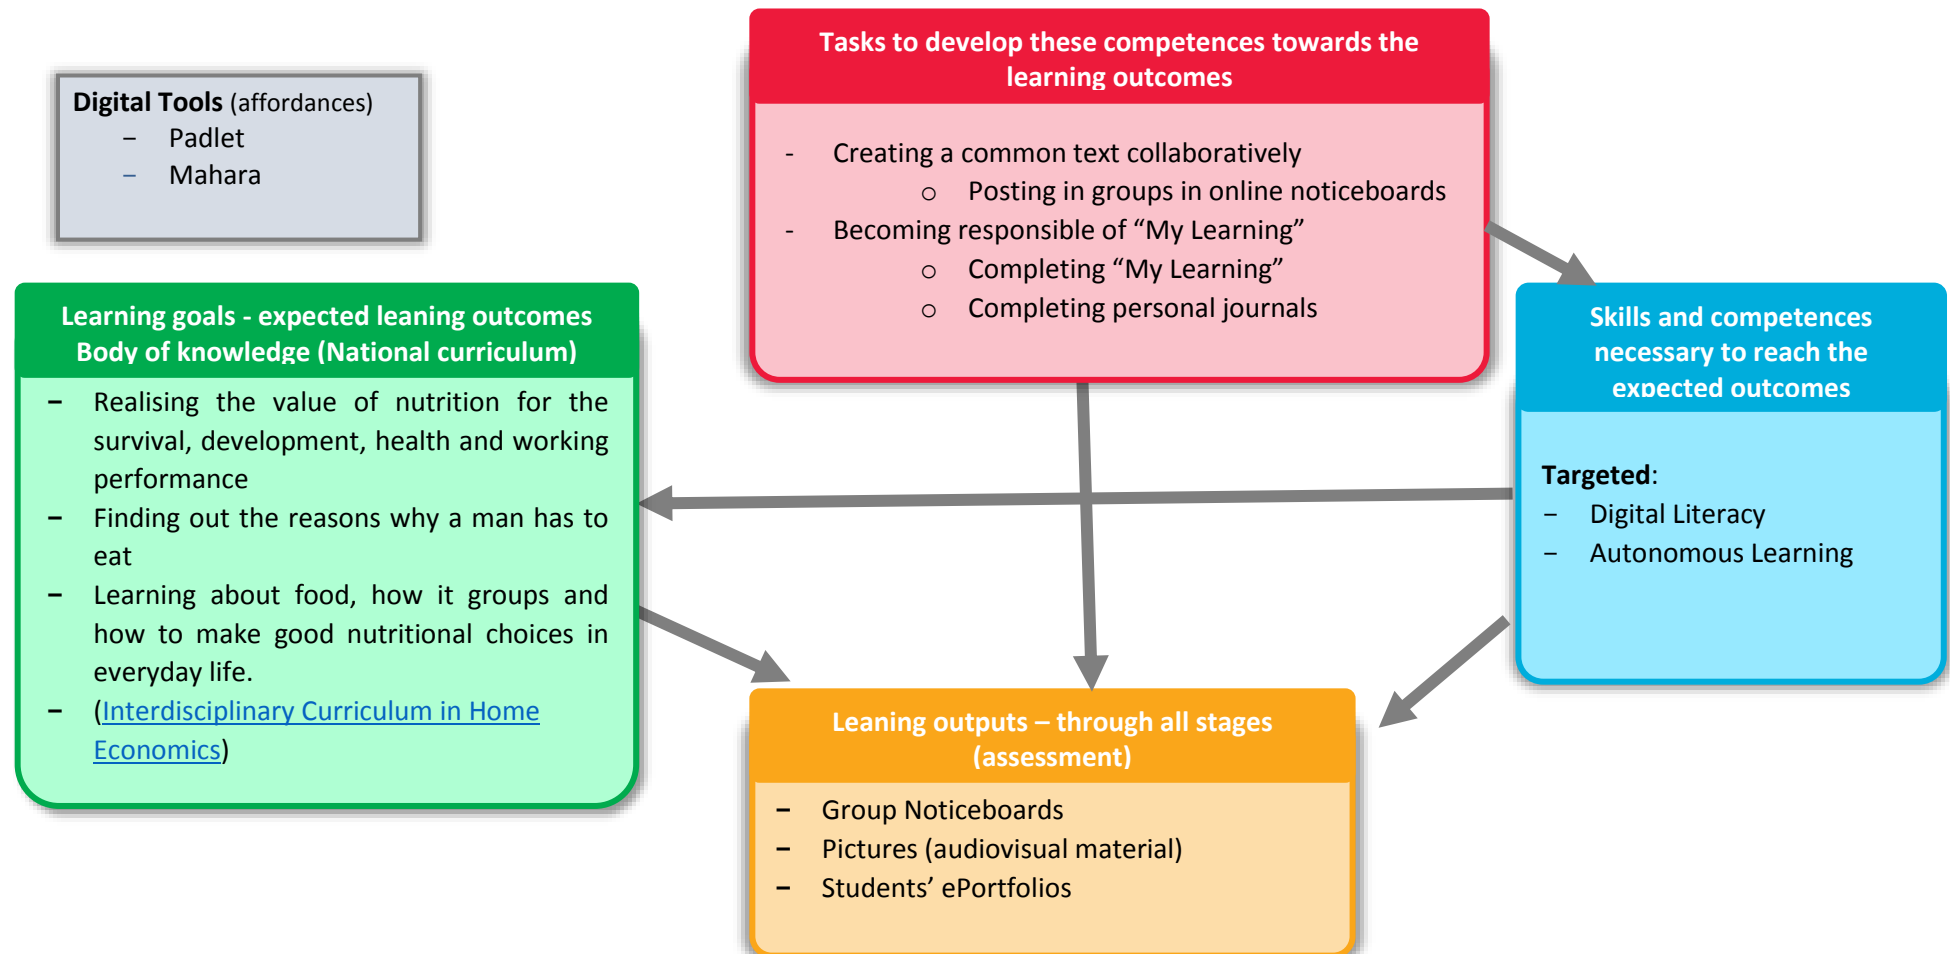 Digital Tools (affordances)
− Padlet
− Mahara
Tasks to develop these competences towards the
learning outcomes
- Creating a common text collaboratively
o Posting in groups in online noticeboards
- Becoming responsible of “My Learning”
o Completing “My Learning”
o Completing personal journals
Learning goals - expected leaning outcomes
Body of knowledge (National curriculum)
− Realising the value of nutrition for the
survival, development, health and working
performance
− Finding out the reasons why a man has to
eat
− Learning about food, how it groups and
how to make good nutritional choices in
everyday life.
− (Interdisciplinary Curriculum in Home
Economics)
Skills and competences
necessary to reach the
expected outcomes
Targeted:
− Digital Literacy
− Autonomous Learning
Leaning outputs – through all stages
(assessment)
− Group Noticeboards
− Pictures (audiovisual material)
− Students’ ePortfolios